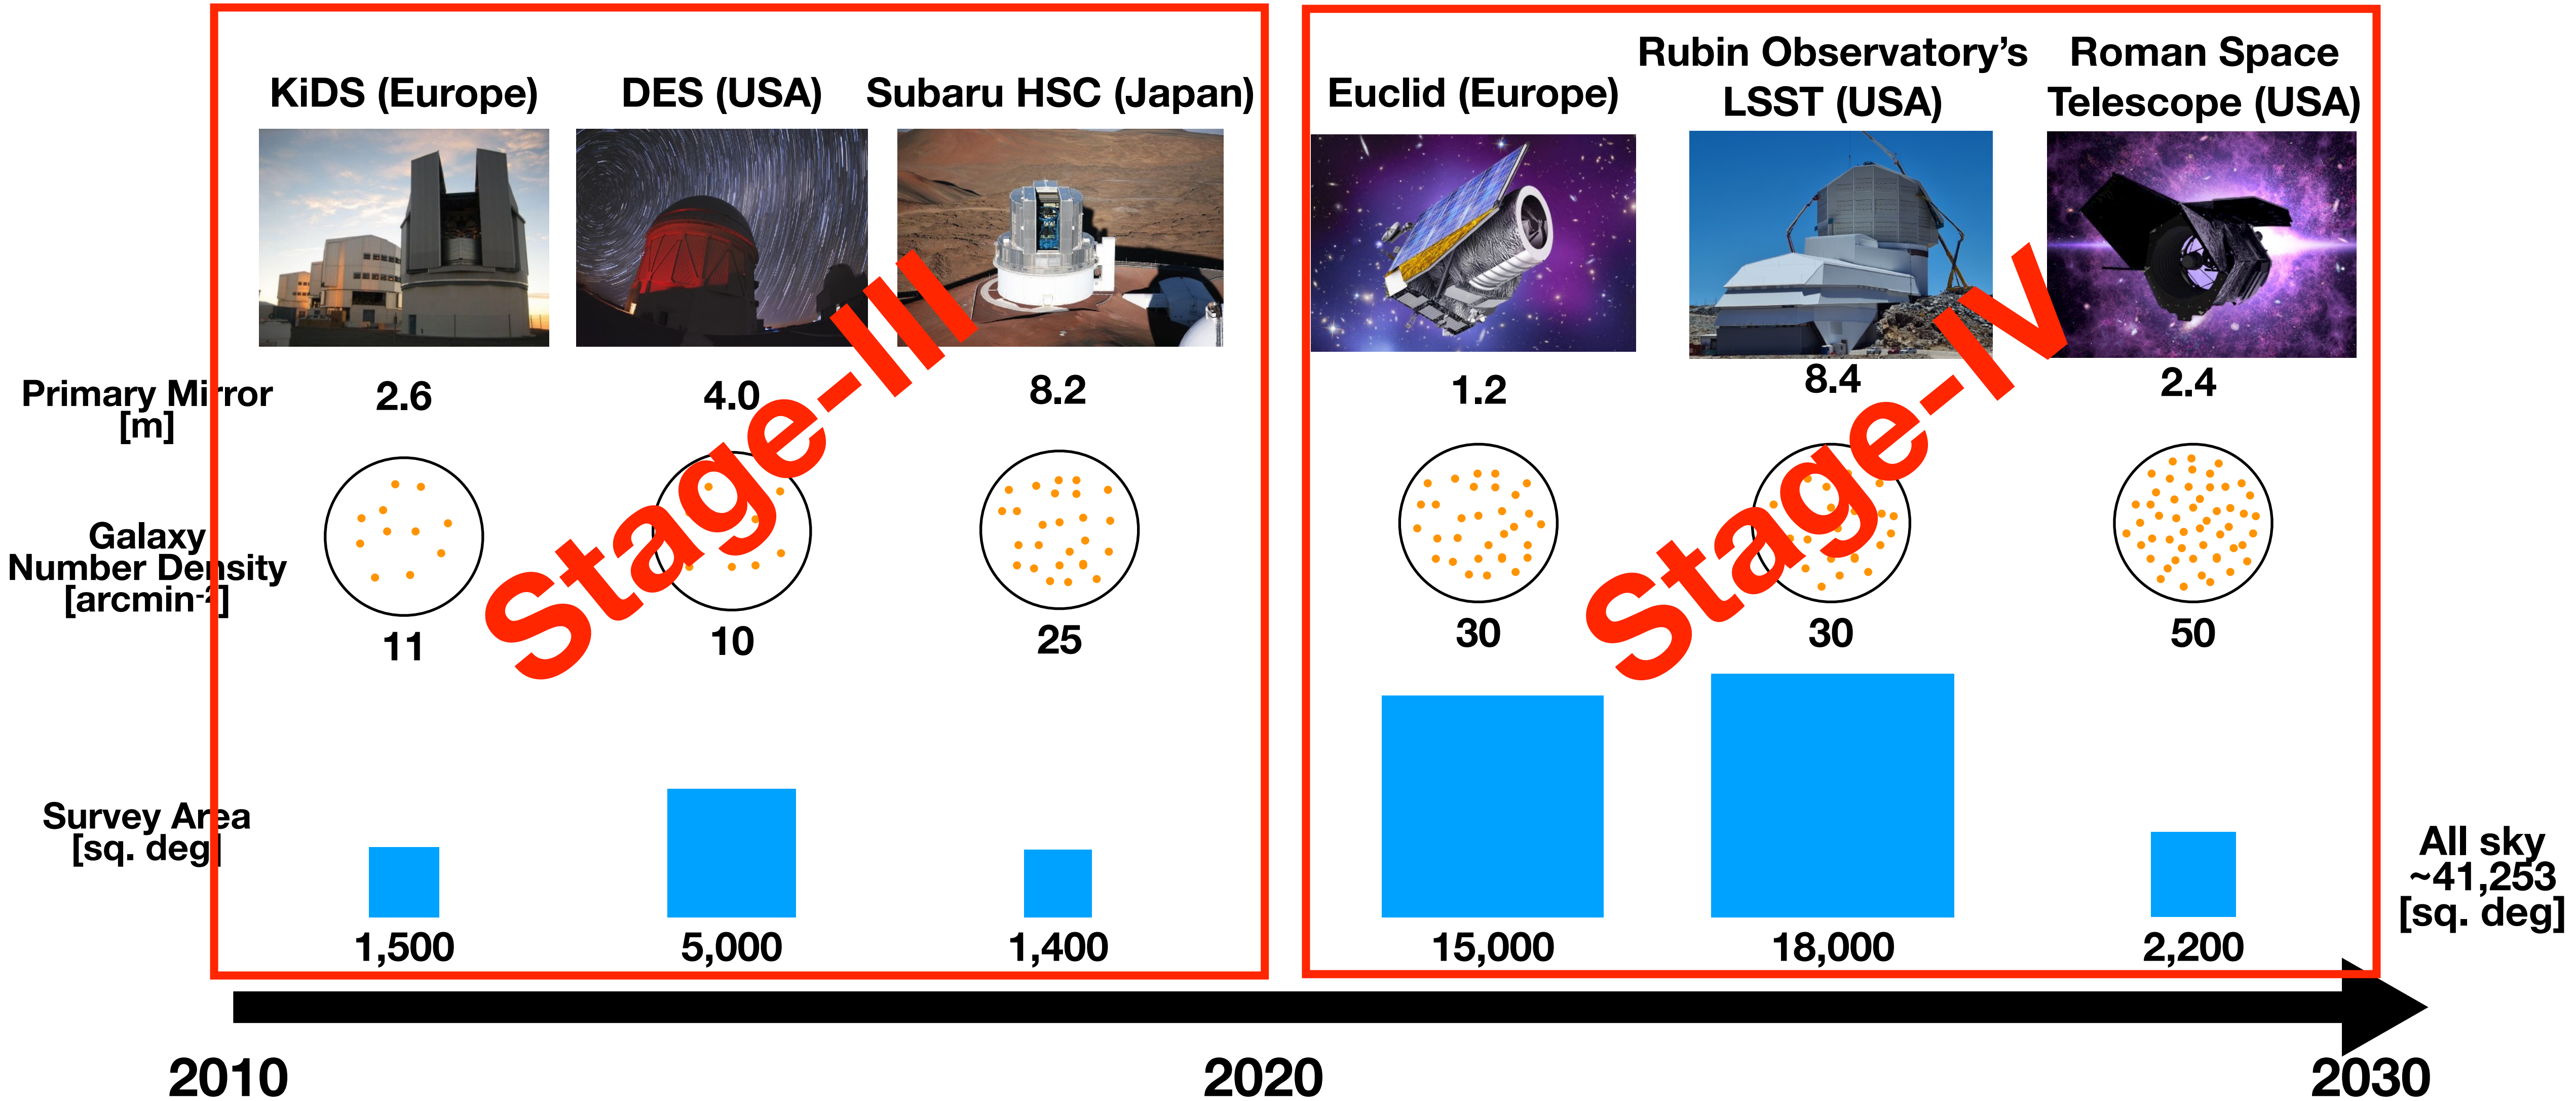 KiDS (Europe)
DES (USA)
Subaru HSC (Japan)
Euclid (Europe)
Rubin Observatory's
LSST (USA)
Roman Space
Telescope (USA)
Primary Mirror
[m]
2.6
4.0
8.2
1.2
8.4
2.4
Stage-III
Stage-IV
Galaxy
Number Density
[arcmin⁻²]
11
10
25
30
30
50
Survey Area
[sq. deg]
1,500
5,000
1,400
15,000
18,000
2,200
All sky
~41,253
[sq. deg]
2010
2020
2030